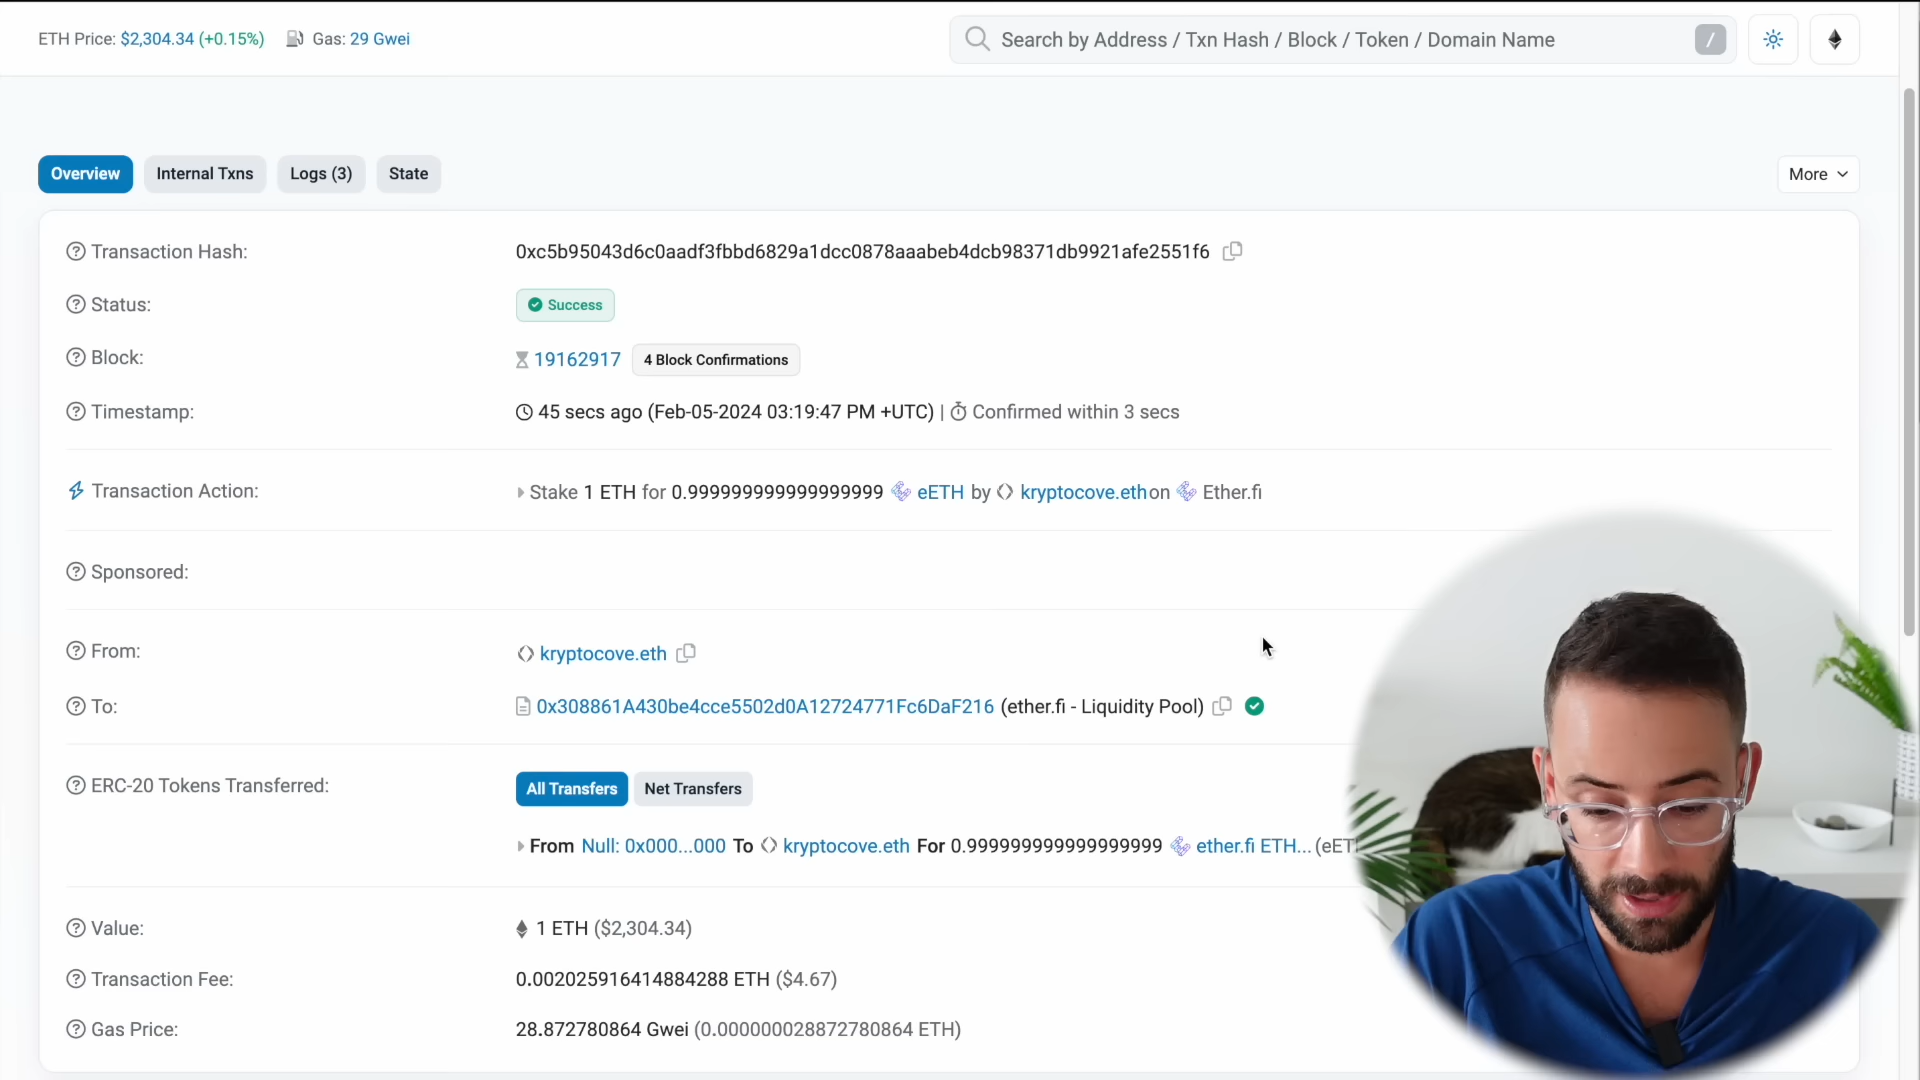 ETH Price: $2,304.34 (+0.15%) Gas: 29 Gwei
Search by Address / Txn Hash / Block / Token / Domain Name /
Overview Internal Txns Logs (3) State More
Transaction Hash: 0xc5b95043d6c0aadf3fbbd6829a1dcc0878aaabeb4dcb98371db9921afe2551f6
Status: Success
Block: 19162917 4 Block Confirmations
Timestamp: 45 secs ago (Feb-05-2024 03:19:47 PM +UTC) | Confirmed within 3 secs
Transaction Action: Stake 1 ETH for 0.999999999999999999 eETH by kryptocove.eth on Ether.fi
Sponsored:
From: kryptocove.eth
To: 0x308861A430be4cce5502d0A12724771Fc6DaF216 (ether.fi - Liquidity Pool)
ERC-20 Tokens Transferred: All Transfers Net Transfers
From Null: 0x000...000 To kryptocove.eth For 0.999999999999999999 ether.fi ETH... (eET
Value: 1 ETH ($2,304.34)
Transaction Fee: 0.002025916414884288 ETH ($4.67)
Gas Price: 28.872780864 Gwei (0.000000028872780864 ETH)